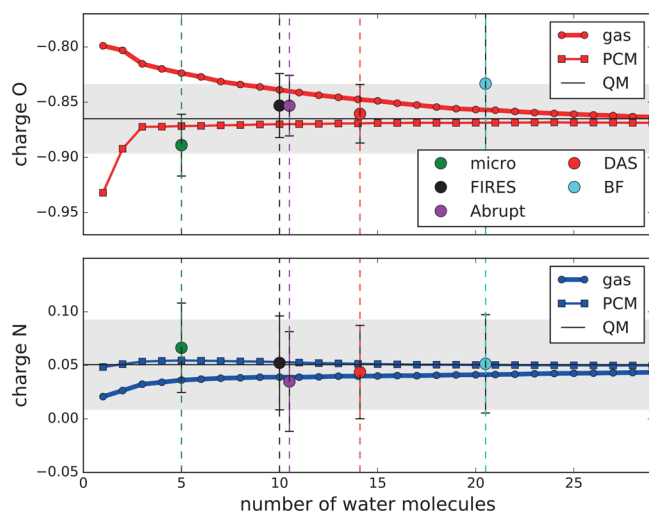 charge O
−0.80
−0.85
−0.90
−0.95
gas
PCM
QM
micro
FIRES
Abrupt
DAS
BF
charge N
0.10
0.05
0.00
−0.05
gas
PCM
QM
0 5 10 15 20 25
number of water molecules